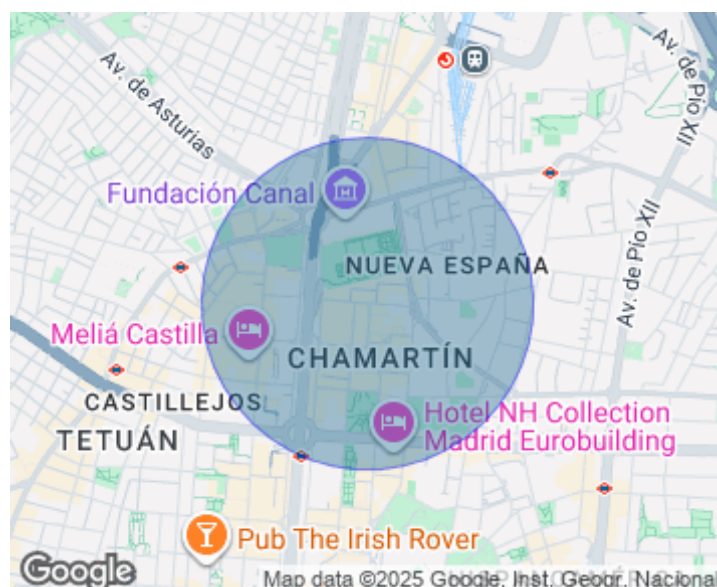 Av. de Asturias
Av. de Pío XII
Fundación Canal
NUEVA ESPAÑA
Av. de Pío XII
Meliá Castilla
CHAMARTÍN
CASTILLEJOS
TETUÁN
Hotel NH Collection
Madrid Eurobuilding
Pub The Irish Rover
Google
Map data ©2025 Google, Inst. Geogr. Nacional